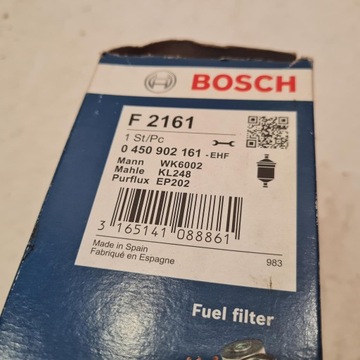 BOSCH
F 2161
1 St/Pc
0 450 902 161 - EHF
Mann WK6002
Mahle KL248
Purflux EP202
3 165141 088861
Made in Spain
Fabriqué en Espagne
983
Fuel filter